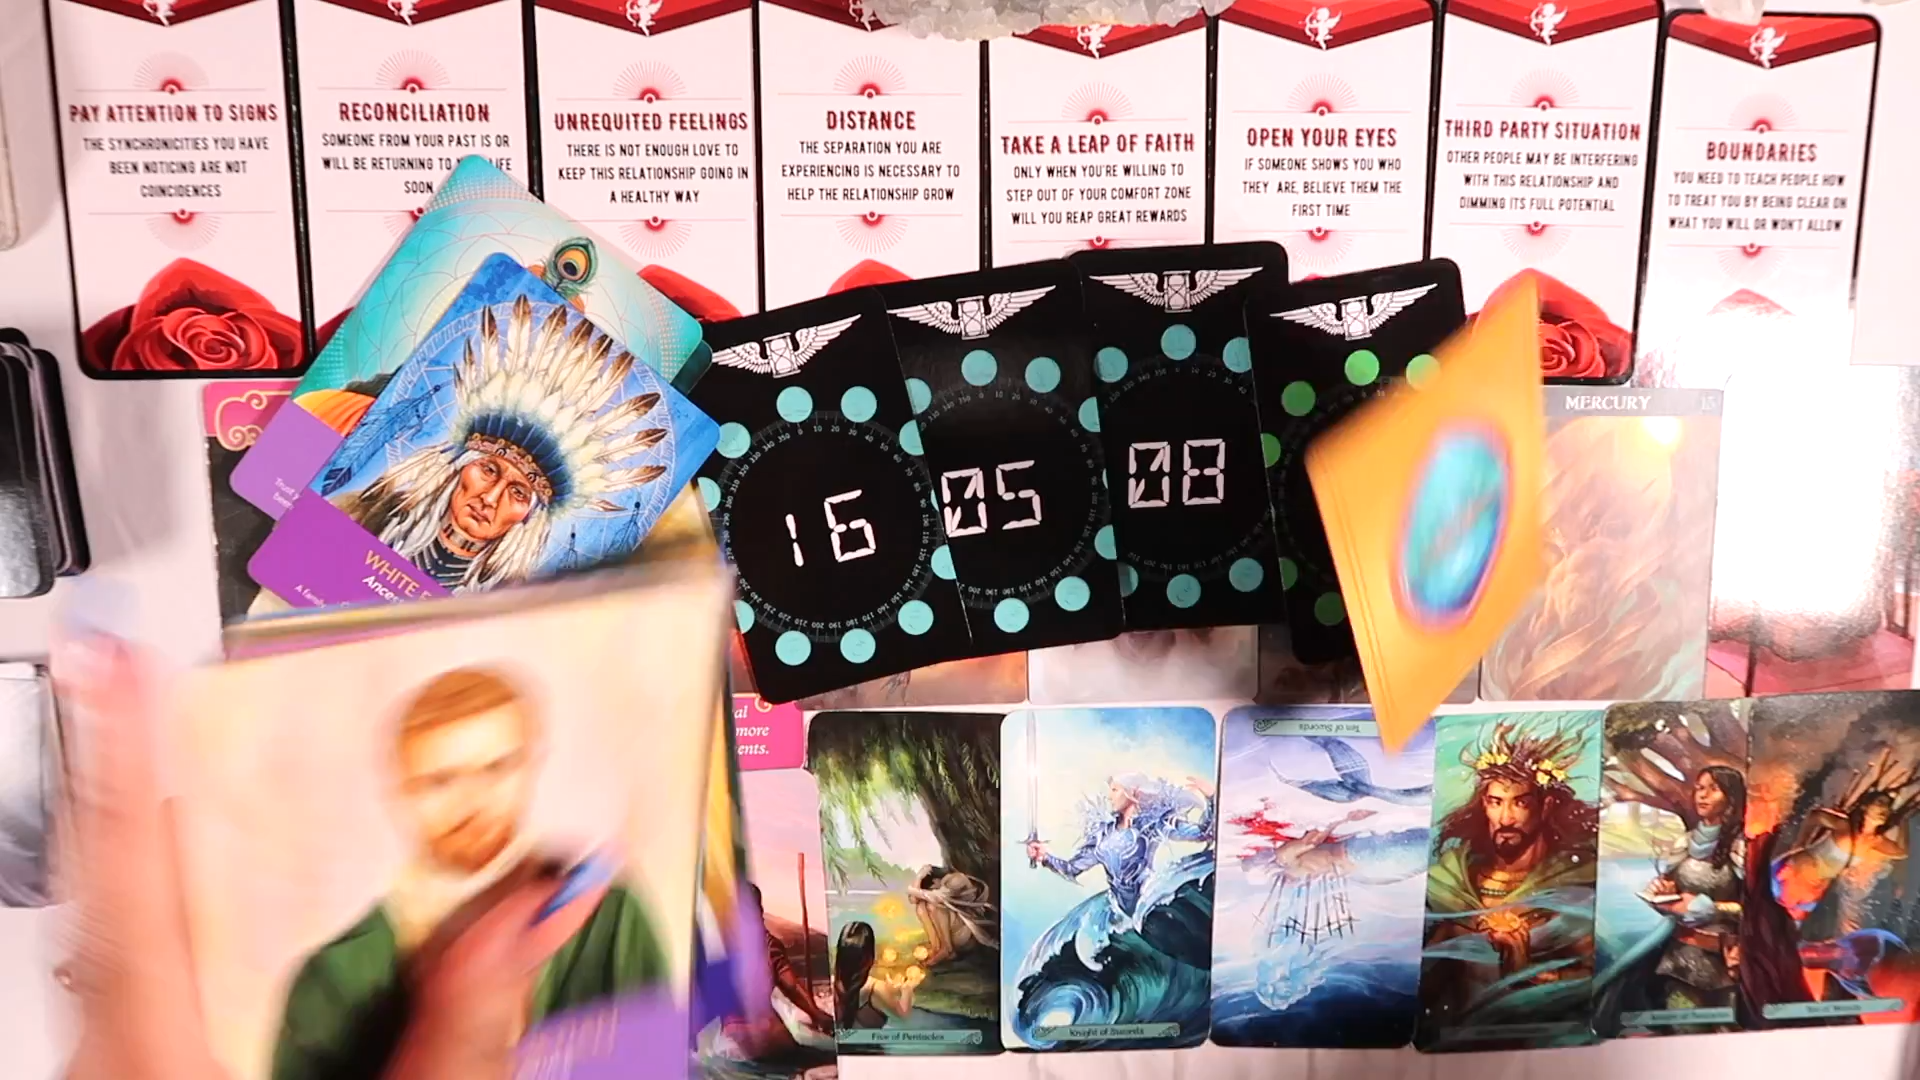 PAY ATTENTION TO SIGNS
THE SYNCHRONICITIES YOU HAVE
BEEN NOTICING ARE NOT
COINCIDENCES
RECONCILIATION
SOMEONE FROM YOUR PAST IS OR
WILL BE RETURNING TO
SOON
UNREQUITED FEELINGS
THERE IS NOT ENOUGH LOVE TO
KEEP THIS RELATIONSHIP GOING IN
A HEALTHY WAY
DISTANCE
THE SEPARATION YOU ARE
EXPERIENCING IS NECESSARY TO
HELP THE RELATIONSHIP GROW
TAKE A LEAP OF FAITH
ONLY WHEN YOU'RE WILLING TO
STEP OUT OF YOUR COMFORT ZONE
WILL YOU REAP GREAT REWARDS
OPEN YOUR EYES
IF SOMEONE SHOWS YOU WHO
THEY ARE, BELIEVE THEM THE
FIRST TIME
THIRD PARTY SITUATION
OTHER PEOPLE MAY BE INTERFERING
WITH THIS RELATIONSHIP AND
DIMMING ITS FULL POTENTIAL
BOUNDARIES
YOU NEED TO TEACH PEOPLE HOW
TO TREAT YOU BY BEING CLEAR ON
WHAT YOU WILL OR WON'T ALLOW
MERCURY
16
05
08
WHITE
more
Ten of Swords
Five of Pentacles
Knight of Swords